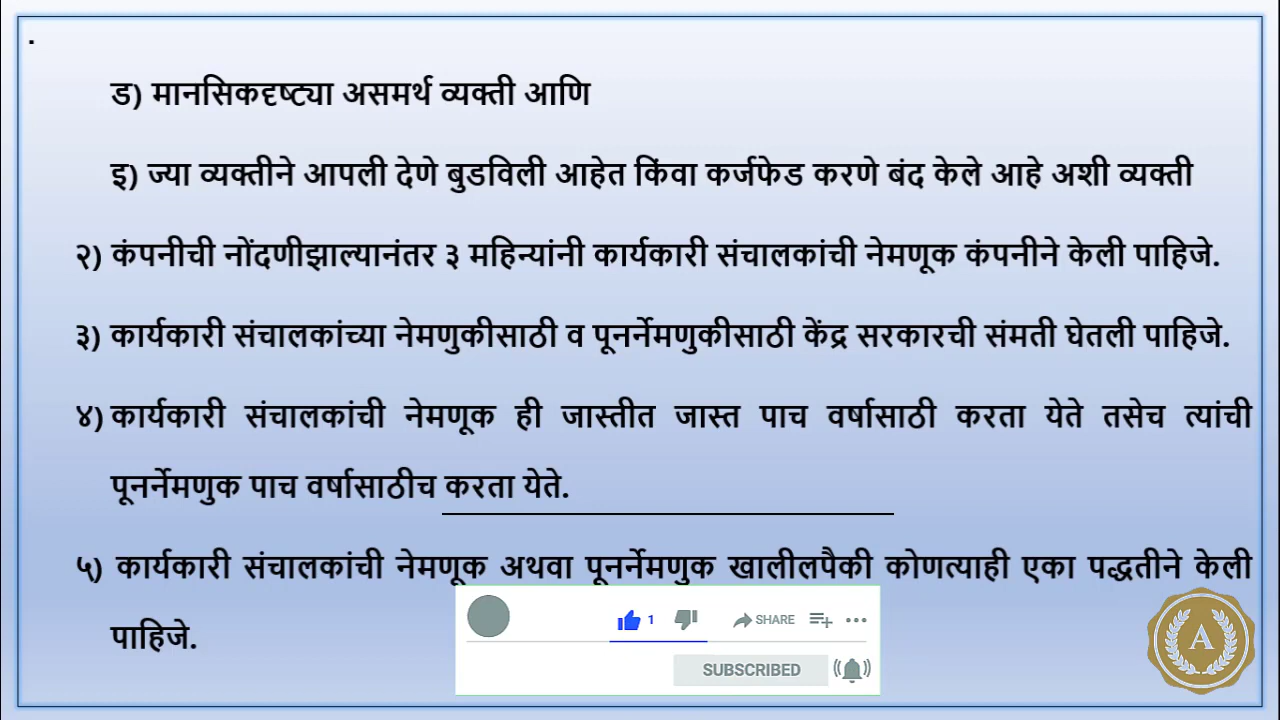 .
ड) मानसिकदृष्ट्या असमर्थ व्यक्ती आणि
इ) ज्या व्यक्तीने आपली देणे बुडविली आहेत किंवा कर्जफेड करणे बंद केले आहे अशी व्यक्ती
२) कंपनीची नोंदणीझाल्यानंतर ३ महिन्यांनी कार्यकारी संचालकांची नेमणूक कंपनीने केली पाहिजे.
३) कार्यकारी संचालकांच्या नेमणुकीसाठी व पूनर्नेमणुकीसाठी केंद्र सरकारची संमती घेतली पाहिजे.
४) कार्यकारी संचालकांची नेमणूक ही जास्तीत जास्त पाच वर्षासाठी करता येते तसेच त्यांची
पूनर्नेमणुक पाच वर्षासाठीच करता येते.
५) कार्यकारी संचालकांची नेमणूक अथवा पूनर्नेमणुक खालीलपैकी कोणत्याही एका पद्धतीने केली
पाहिजे.
1 SHARE
SUBSCRIBED
A